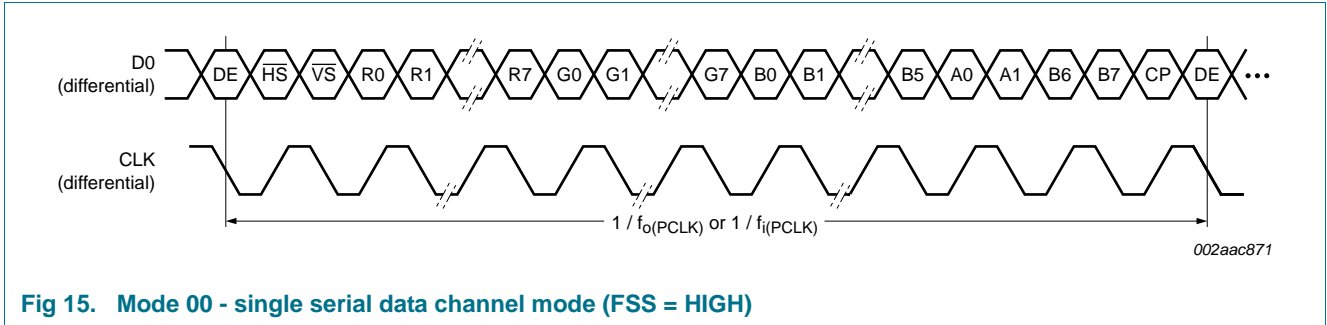 D0 DE HS VS R0 R1 R7 G0 G1 G7 B0 B1 B5 A0 A1 B6 B7 CP DE •••
(differential)
CLK
(differential)
1 / fo(PCLK) or 1 / fi(PCLK)
002aac871
Fig 15. Mode 00 - single serial data channel mode (FSS = HIGH)